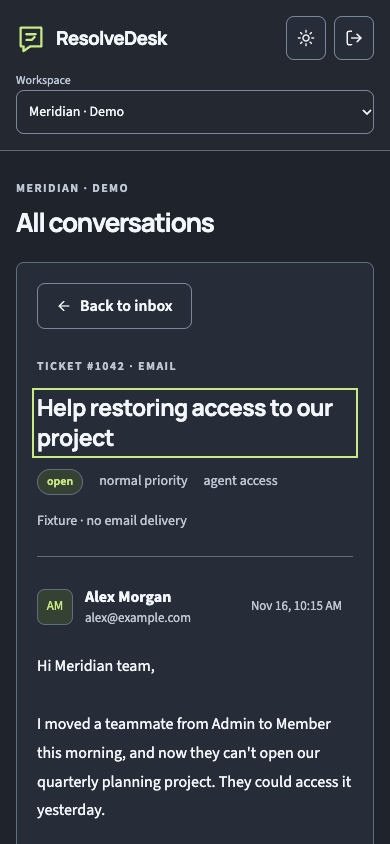 ResolveDesk
Workspace
Meridian · Demo
MERIDIAN · DEMO
All conversations
← Back to inbox
TICKET #1042 · EMAIL
Help restoring access to our
project
open normal priority agent access
Fixture · no email delivery
AM Alex Morgan Nov 16, 10:15 AM
alex@example.com
Hi Meridian team,
I moved a teammate from Admin to Member
this morning, and now they can't open our
quarterly planning project. They could access it
yesterday.